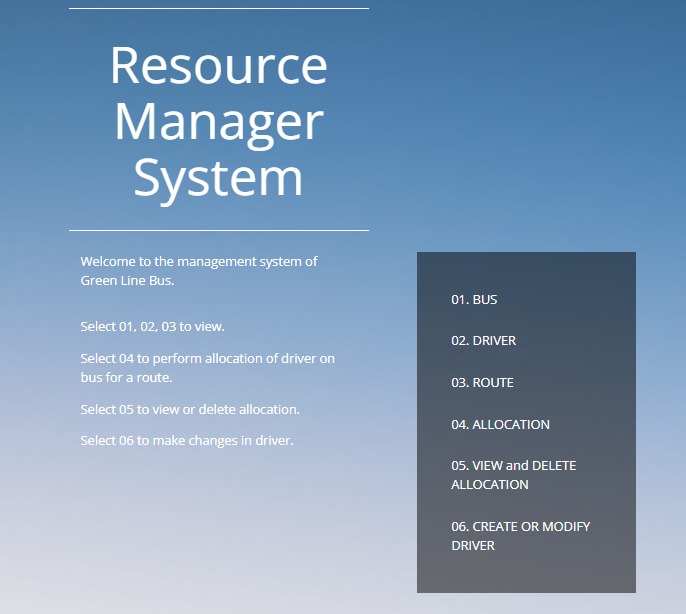 Resource
Manager
System
Welcome to the management system of
Green Line Bus.
Select 01, 02, 03 to view.
Select 04 to perform allocation of driver on
bus for a route.
Select 05 to view or delete allocation.
Select 06 to make changes in driver.
01. BUS
02. DRIVER
03. ROUTE
04. ALLOCATION
05. VIEW and DELETE
ALLOCATION
06. CREATE OR MODIFY
DRIVER